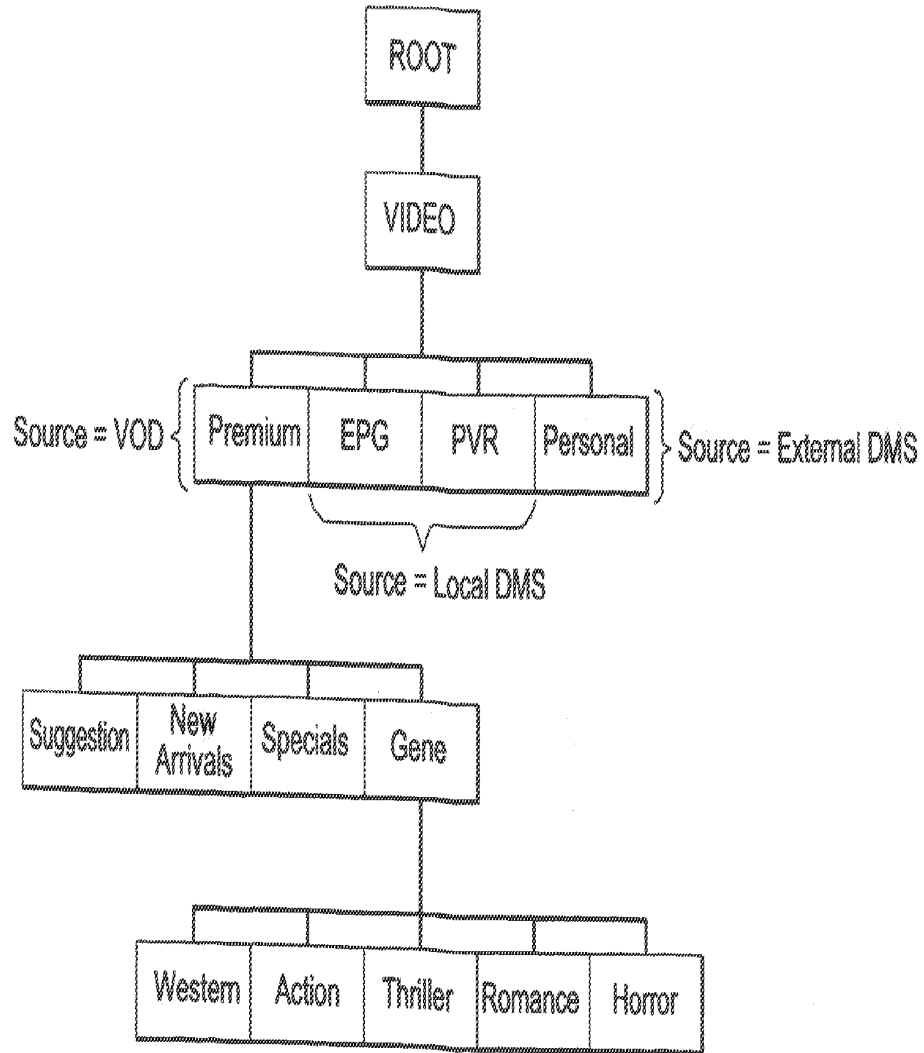 ROOT
VIDEO
Source = VOD
Premium
EPG
PVR
Personal
Source = External DMS
Source = Local DMS
Suggestion
New
Arrivals
Specials
Gene
Western
Action
Thriller
Romance
Horror